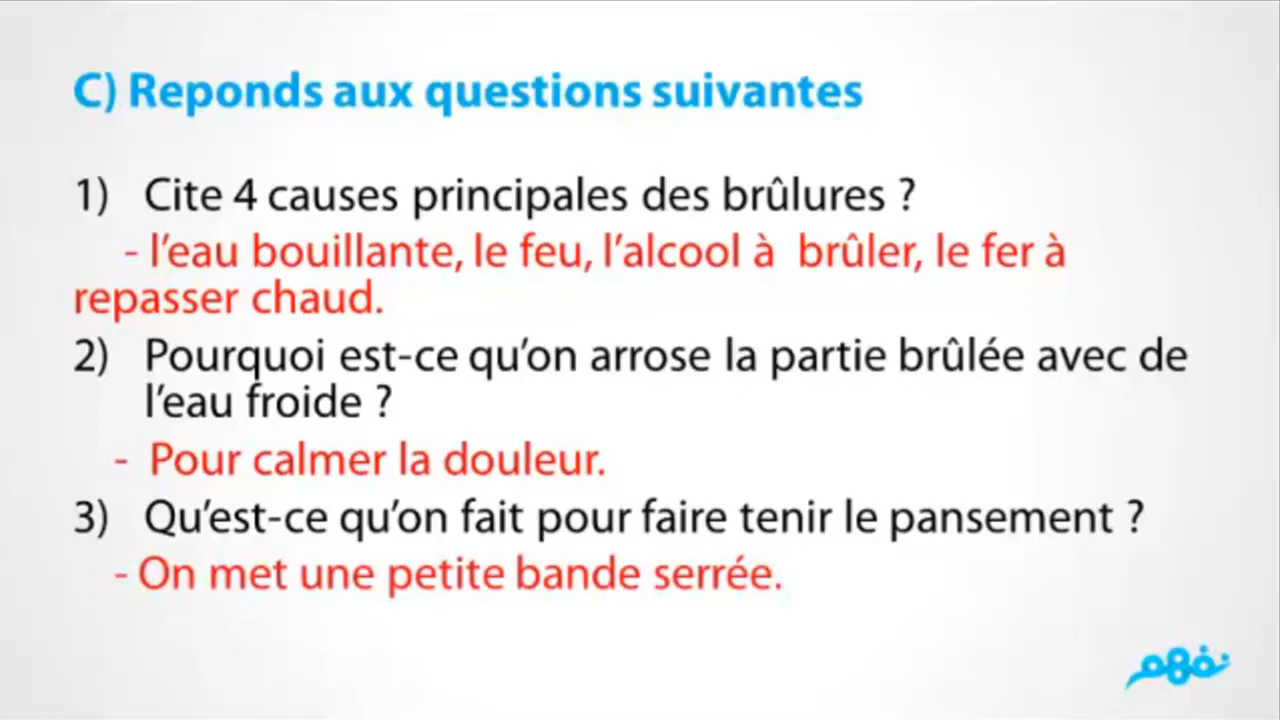 C) Reponds aux questions suivantes
1) Cite 4 causes principales des brûlures ?
- l'eau bouillante, le feu, l'alcool à brûler, le fer à
repasser chaud.
2) Pourquoi est-ce qu'on arrose la partie brûlée avec de
l'eau froide ?
- Pour calmer la douleur.
3) Qu'est-ce qu'on fait pour faire tenir le pansement ?
- On met une petite bande serrée.
نفهم